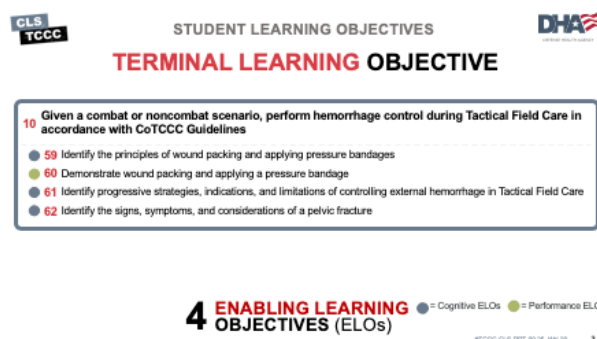 CLS
TCCC
STUDENT LEARNING OBJECTIVES
DHA
TERMINAL LEARNING OBJECTIVE
10 Given a combat or noncombat scenario, perform hemorrhage control during Tactical Field Care in
accordance with CoTCCC Guidelines
59 Identify the principles of wound packing and applying pressure bandages
60 Demonstrate wound packing and applying a pressure bandage
61 Identify progressive strategies, indications, and limitations of controlling external hemorrhage in Tactical Field Care
62 Identify the signs, symptoms, and considerations of a pelvic fracture
4 ENABLING LEARNING
OBJECTIVES (ELOs)
= Cognitive ELOs = Performance ELO